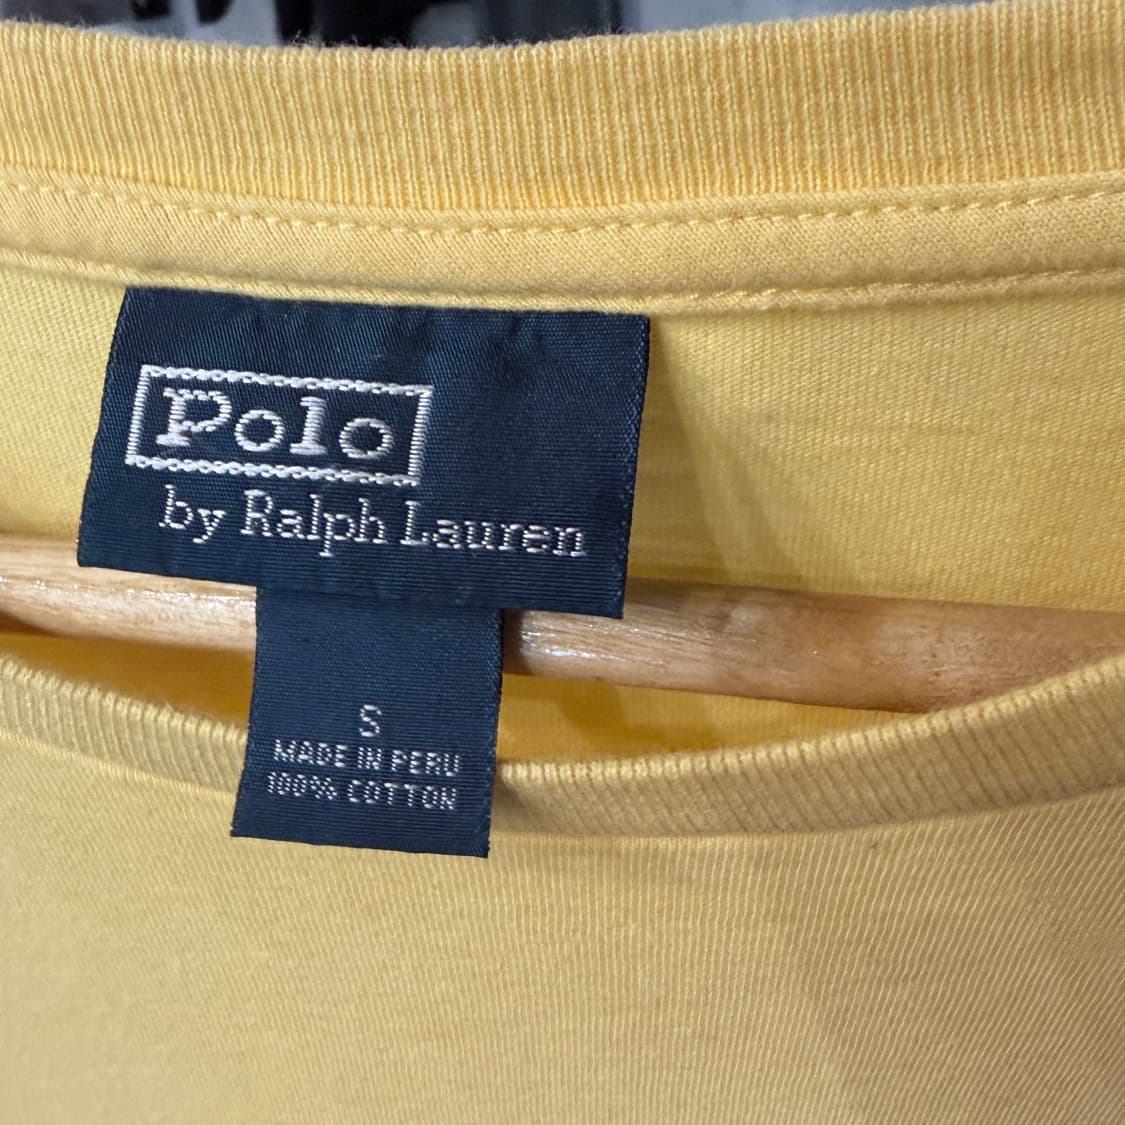 Polo
by Ralph Lauren
S
MADE IN PERU
100% COTTON